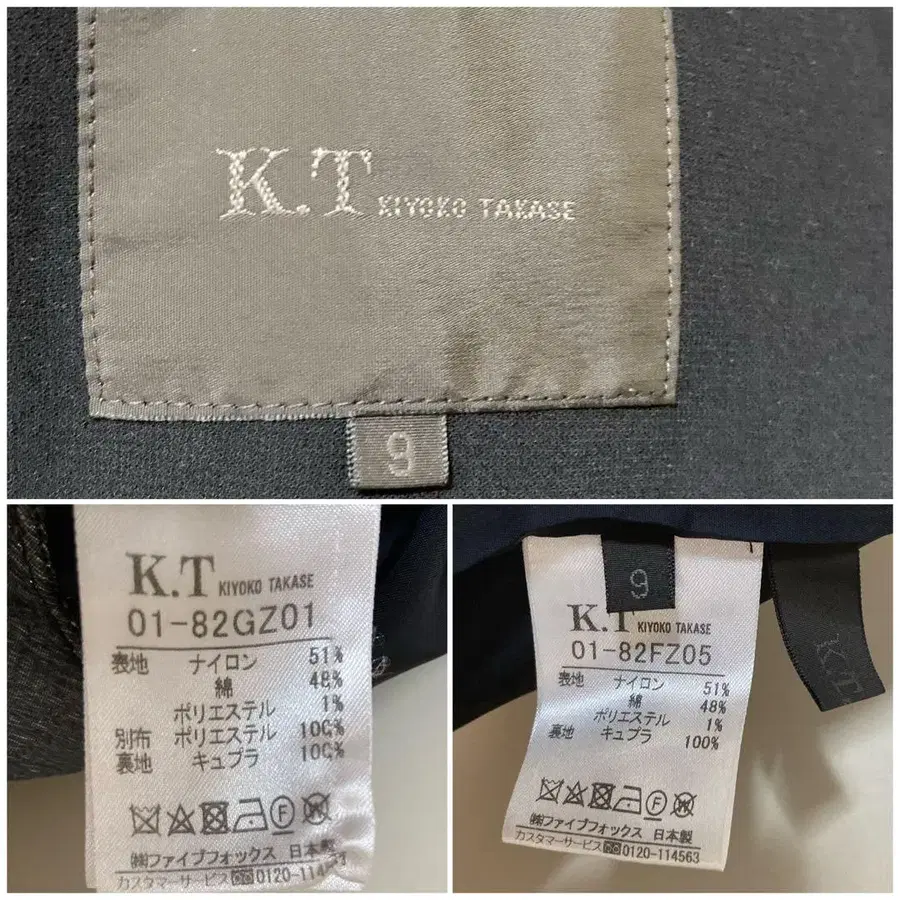 K.T KIYOKO TAKASE
9
K.T KIYOKO TAKASE
01-82GZ01
表地 ナイロン 51%
綿 48%
ポリエステル 1%
別布 ポリエステル 100%
裏地 キュプラ 100%
F W
㈱ファイブフォックス 日本製
カスタマーサービス 0120-114
9
K.T KIYOKO TAKASE
01-82FZ05
表地 ナイロン 51%
綿 48%
ポリエステル 1%
裏地 キュプラ 100%
F W
㈱ファイブフォックス 日本製
カスタマーサービス 0120-114563
K.T